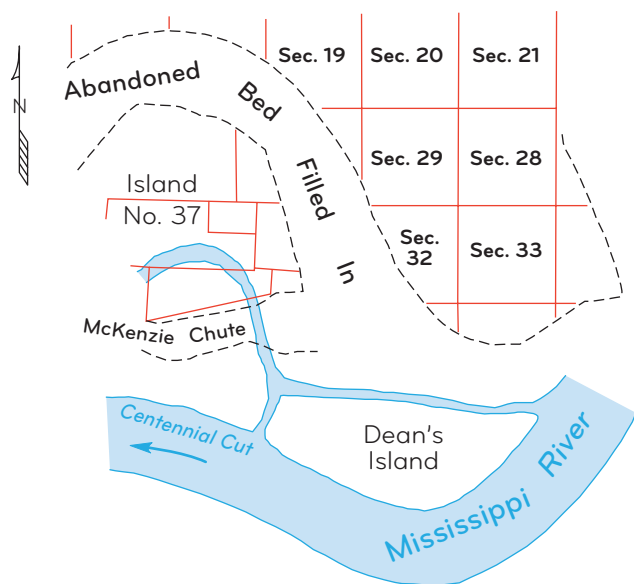 Sec. 19 Sec. 20 Sec. 21
Abandoned Bed Filled In
N
Sec. 29 Sec. 28
Island
No. 37
Sec.
32
Sec. 33
McKenzie Chute
Centennial Cut
Dean's
Island
Mississippi River